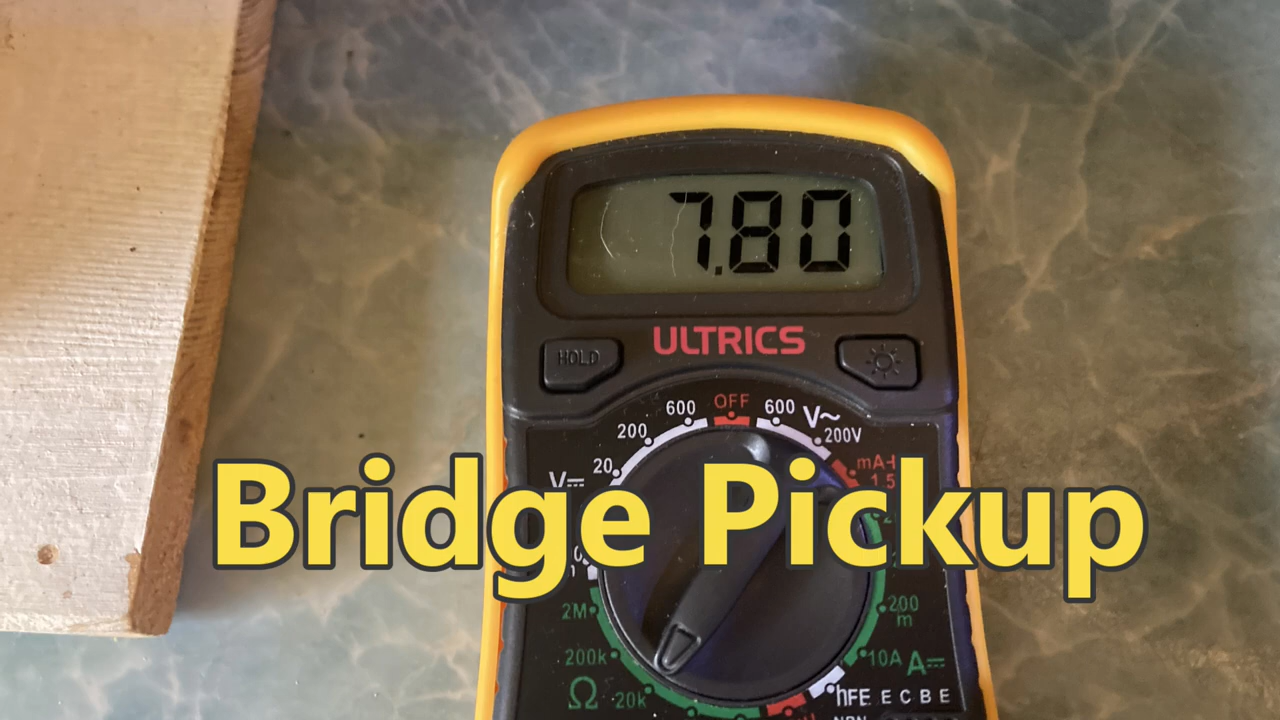 7.80
ULTRICS
HOLD
OFF
600
600 V~
200
200V
20
V
mA
1.5
Bridge Pickup
2M
200
m
200k
10A A
Ω 20k
hFE E C B E
NPN